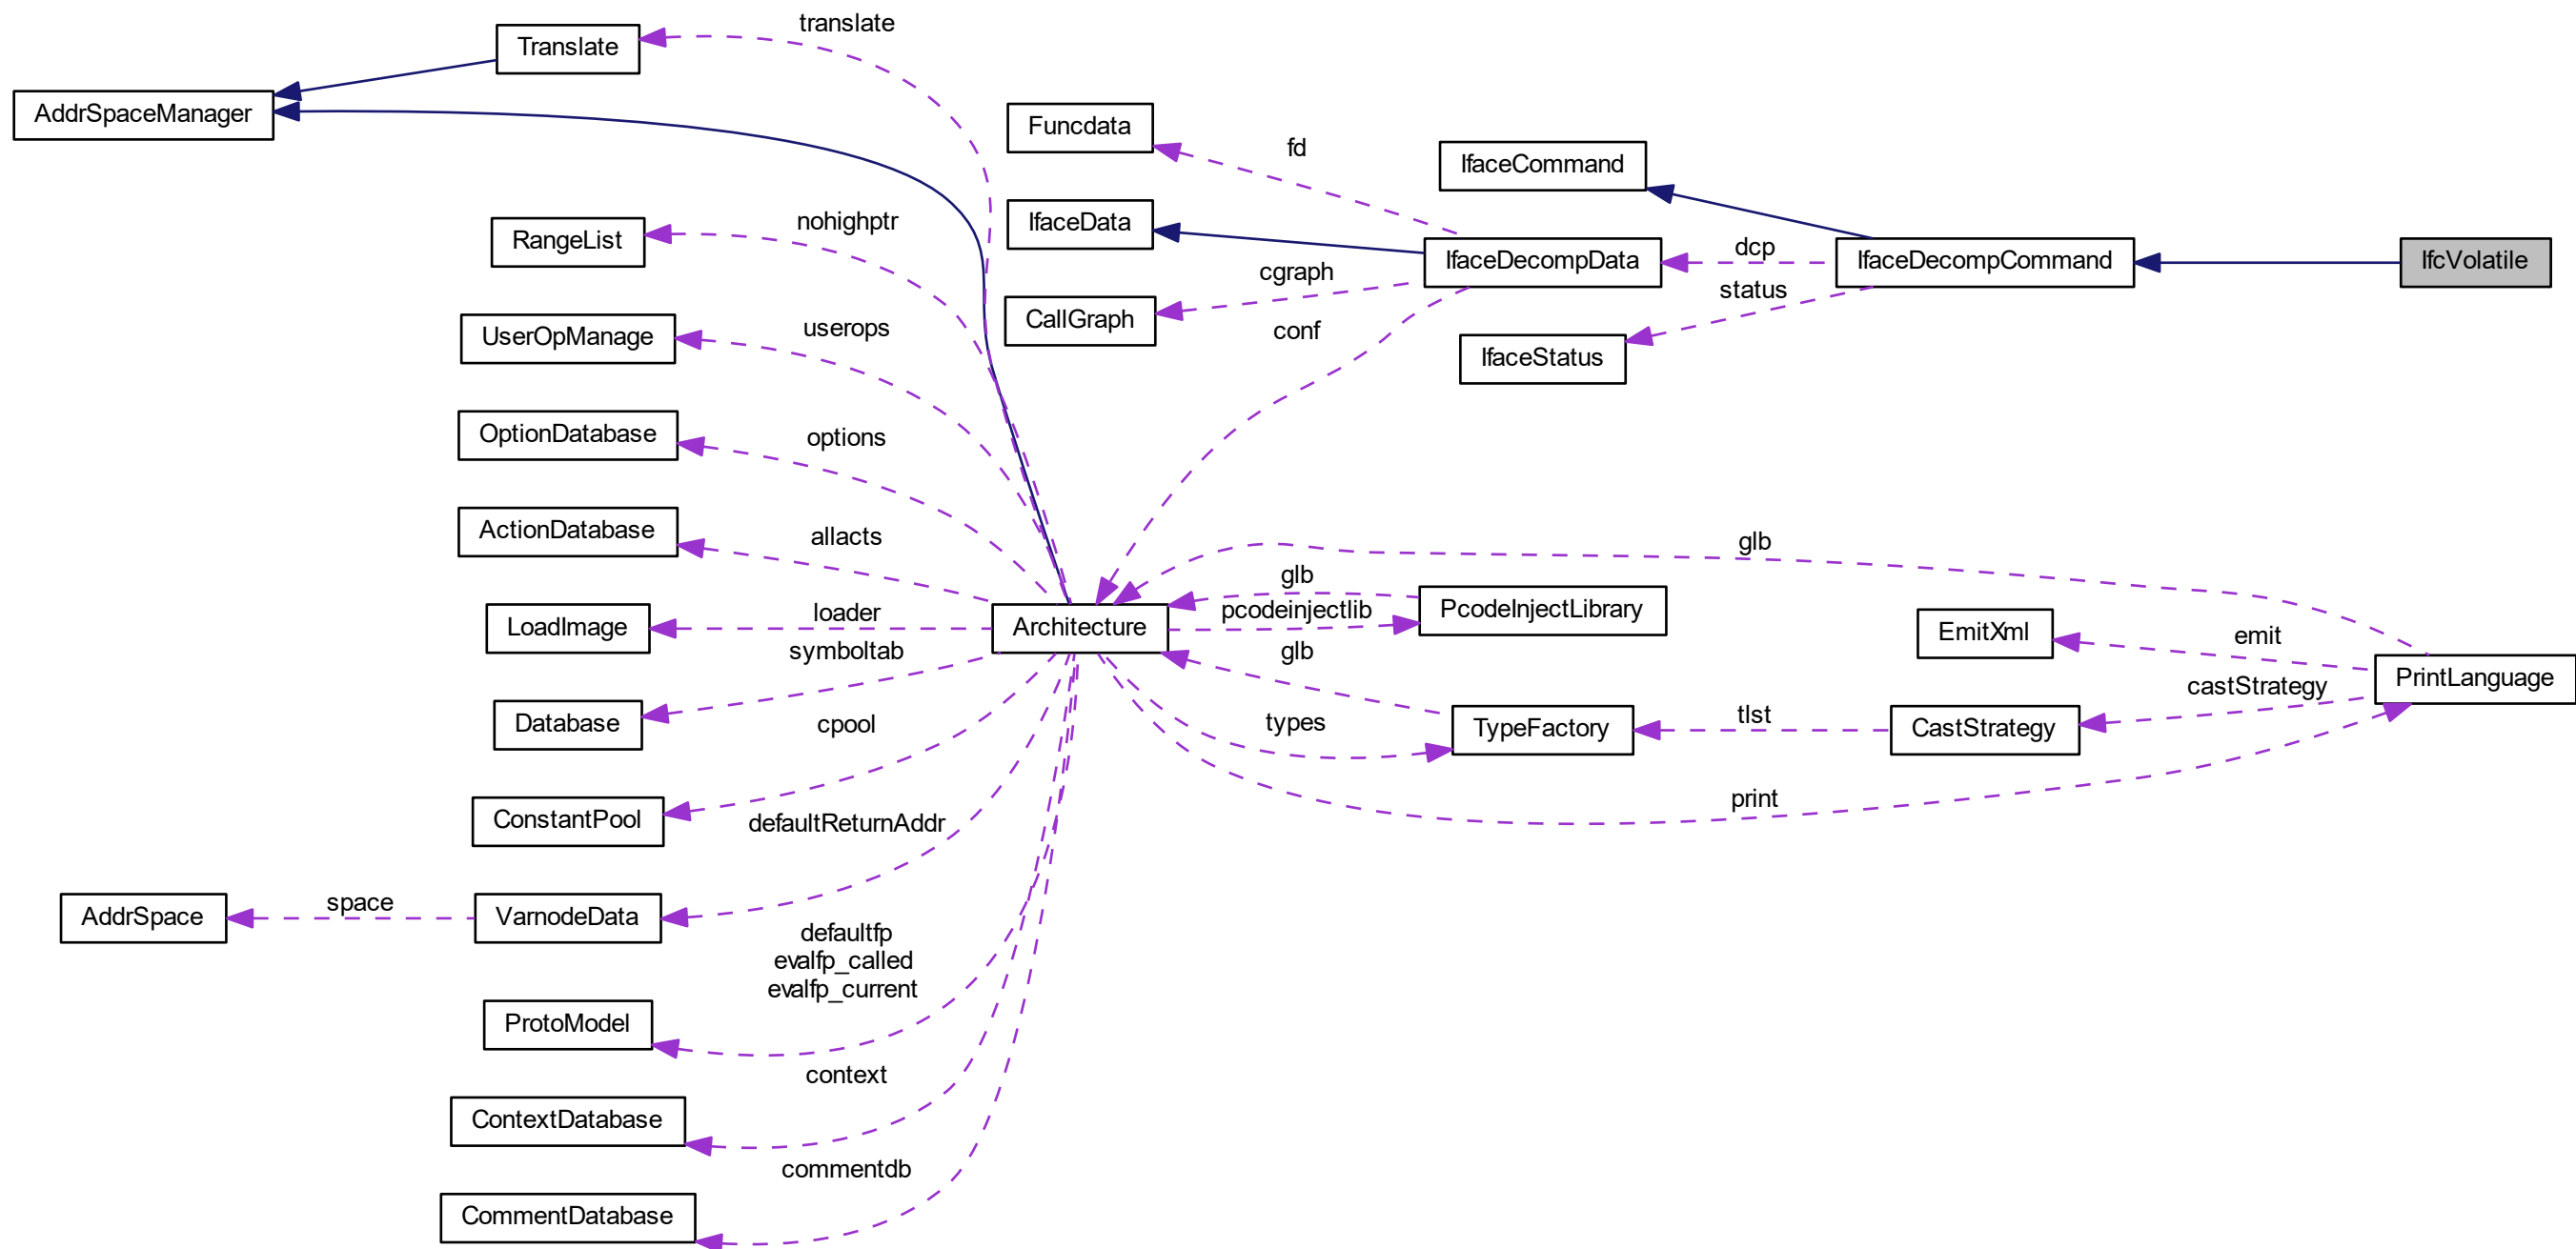 translate
Translate
AddrSpaceManager
Funcdata
fd
IfaceCommand
nohighptr
RangeList
IfaceData
IfaceDecompData
dcp
IfaceDecompCommand
IfcVolatile
cgraph
status
CallGraph
conf
IfaceStatus
userops
UserOpManage
options
OptionDatabase
allacts
ActionDatabase
glb
glb
loader
LoadImage
Architecture
pcodeinjectlib
PcodeInjectLibrary
EmitXml
emit
symboltab
glb
castStrategy
PrintLanguage
Database
cpool
types
TypeFactory
tlst
CastStrategy
print
ConstantPool
defaultReturnAddr
AddrSpace
space
VarnodeData
defaultfp
evalfp_called
evalfp_current
ProtoModel
context
ContextDatabase
commentdb
CommentDatabase